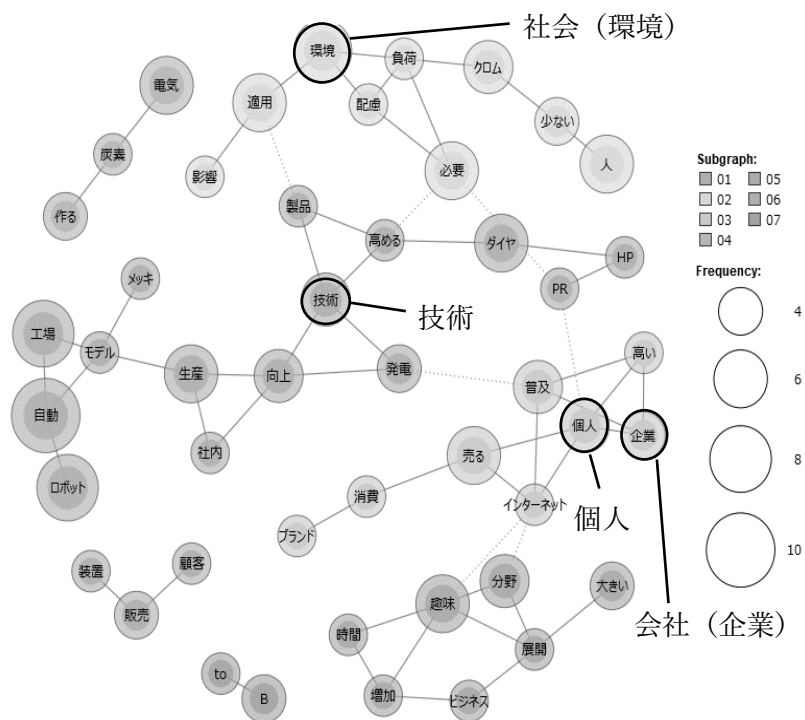 社会（環境）
環境
負荷
クロム
電気
適用
配慮
少ない
炭素
人
影響
必要
作る
製品
高める
ダイヤ
HP
メッキ
PR
技術
技術
工場
モデル
高い
生産
向上
発電
普及
自動
個人
企業
社内
売る
ロボット
消費
インターネット
個人
ブランド
装置
顧客
分野
大きい
趣味
販売
時間
会社（企業）
展開
to
B
増加
ビジネス
Subgraph:
01 05
02 06
03 07
04
Frequency:
4
6
8
10